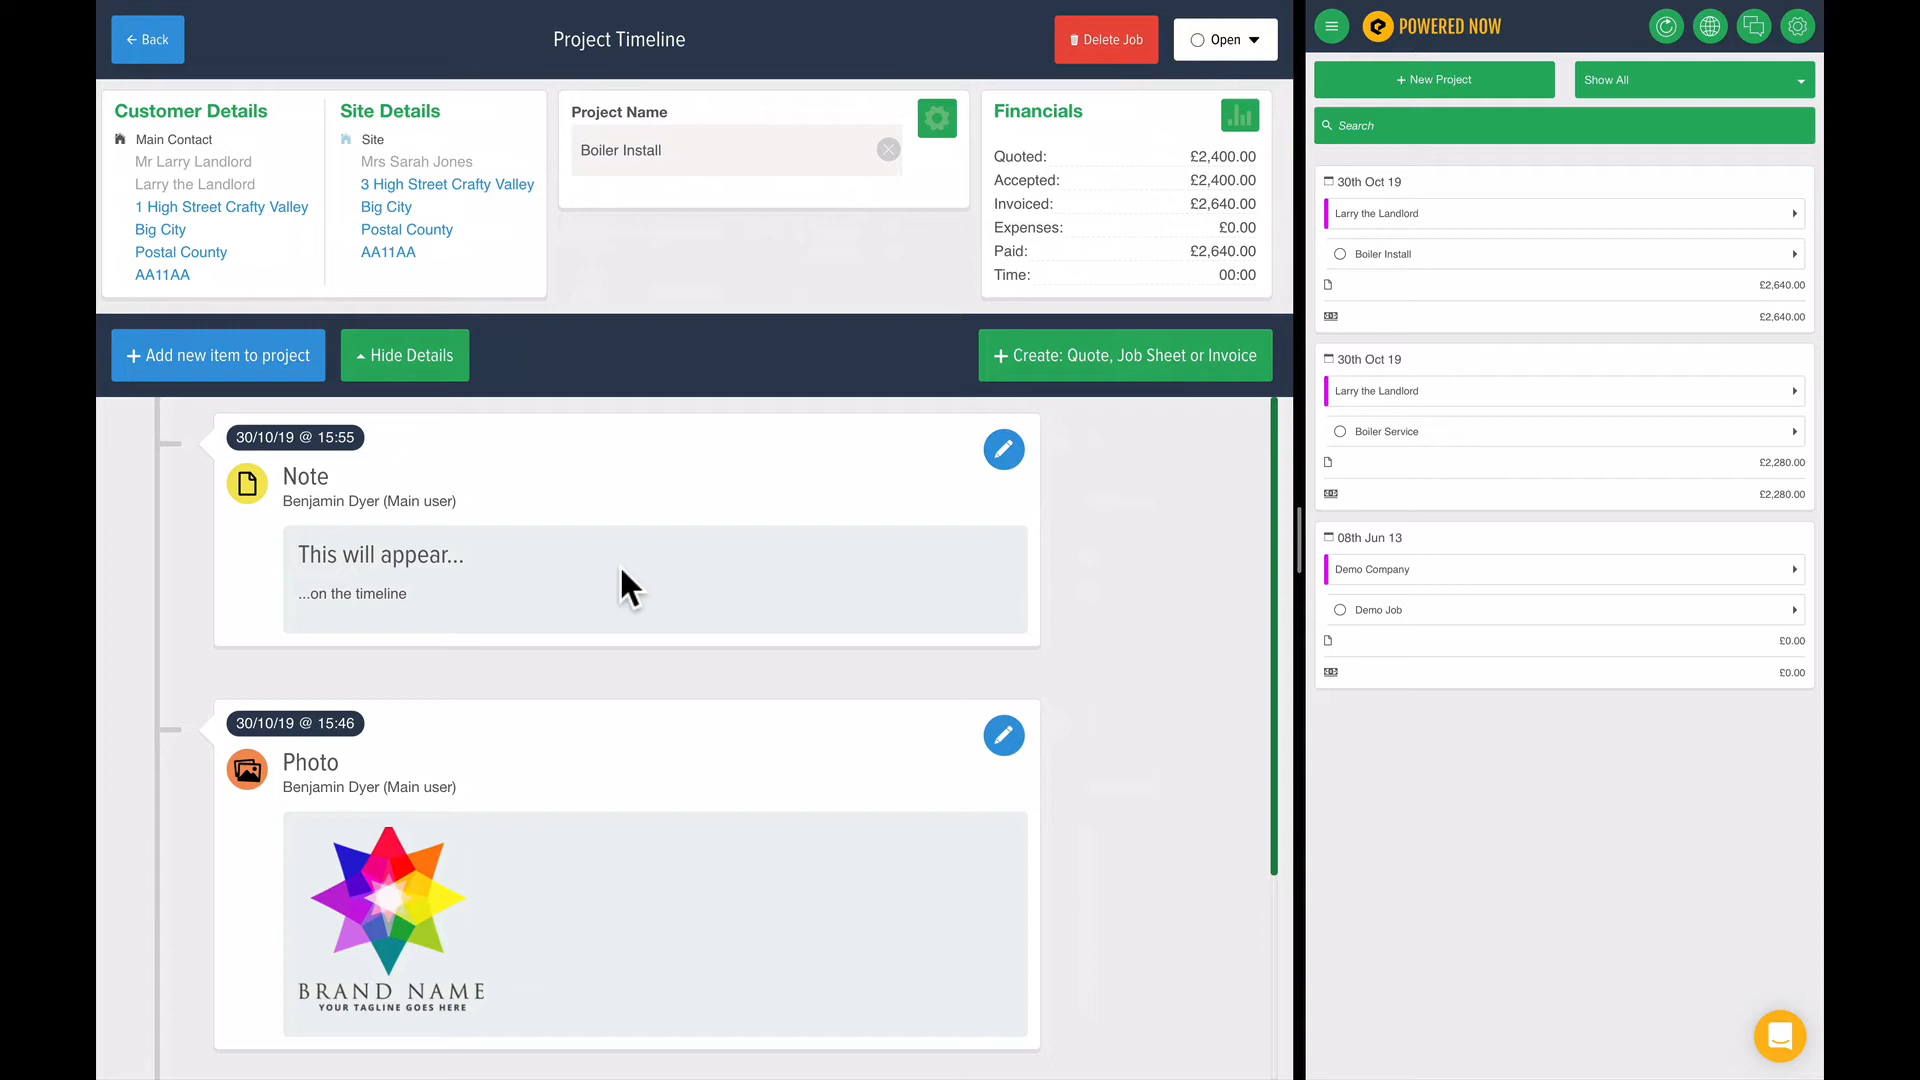 Back
Project Timeline
Delete Job
Open
Customer Details
Main Contact
Mr Larry Landlord
Larry the Landlord
1 High Street Crafty Valley
Big City
Postal County
AA11AA
Site Details
Site
Mrs Sarah Jones
3 High Street Crafty Valley
Big City
Postal County
AA11AA
Project Name
Boiler Install
Financials
Quoted: £2,400.00
Accepted: £2,400.00
Invoiced: £2,640.00
Expenses: £0.00
Paid: £2,640.00
Time: 00:00
+ Add new item to project
Hide Details
+ Create: Quote, Job Sheet or Invoice
30/10/19 @ 15:55
Note
Benjamin Dyer (Main user)
This will appear...
...on the timeline
30/10/19 @ 15:46
Photo
Benjamin Dyer (Main user)
BRAND NAME
YOUR TAGLINE GOES HERE
POWERED NOW
+ New Project
Show All
Search
30th Oct 19
Larry the Landlord
Boiler Install
£2,640.00
£2,640.00
30th Oct 19
Larry the Landlord
Boiler Service
£2,280.00
£2,280.00
08th Jun 13
Demo Company
Demo Job
£0.00
£0.00